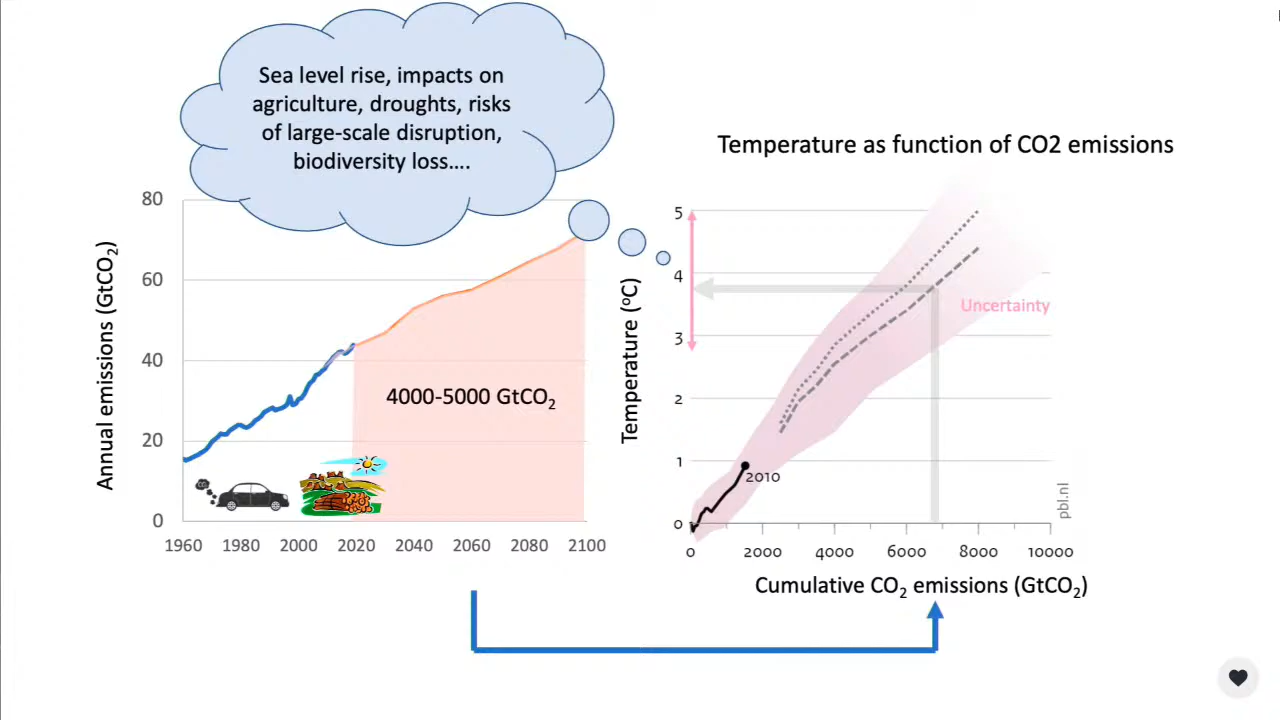 Sea level rise, impacts on
agriculture, droughts, risks
of large-scale disruption,
biodiversity loss....
Temperature as function of CO2 emissions
Annual emissions (GtCO₂)
80
60
40
20
0
1960 1980 2000 2020 2040 2060 2080 2100
4000-5000 GtCO₂
Temperature (°C)
5
4
3
2
1
0
Uncertainty
2010
pbl.nl
0 2000 4000 6000 8000 10000
Cumulative CO₂ emissions (GtCO₂)